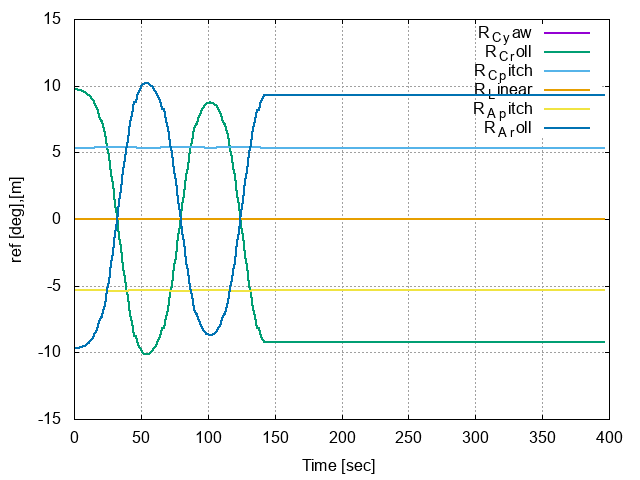 15
10
5
0
-5
-10
-15
ref [deg],[m]
R_Cyaw
R_Croll
R_Cpitch
R_Linear
R_Apitch
R_Aroll
0 50 100 150 200 250 300 350 400
Time [sec]